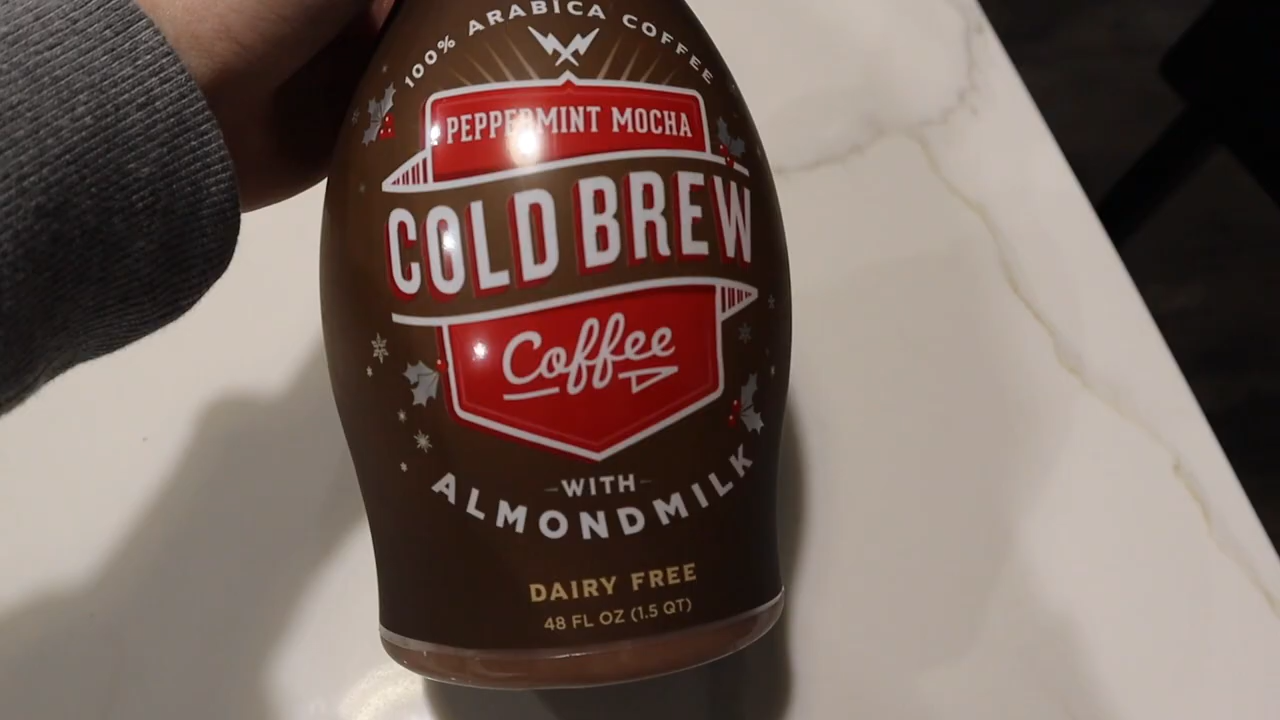 100% ARABICA COFFEE
PEPPERMINT MOCHA
COLD BREW
Coffee
-WITH-
ALMONDMILK
DAIRY FREE
48 FL OZ (1.5 QT)